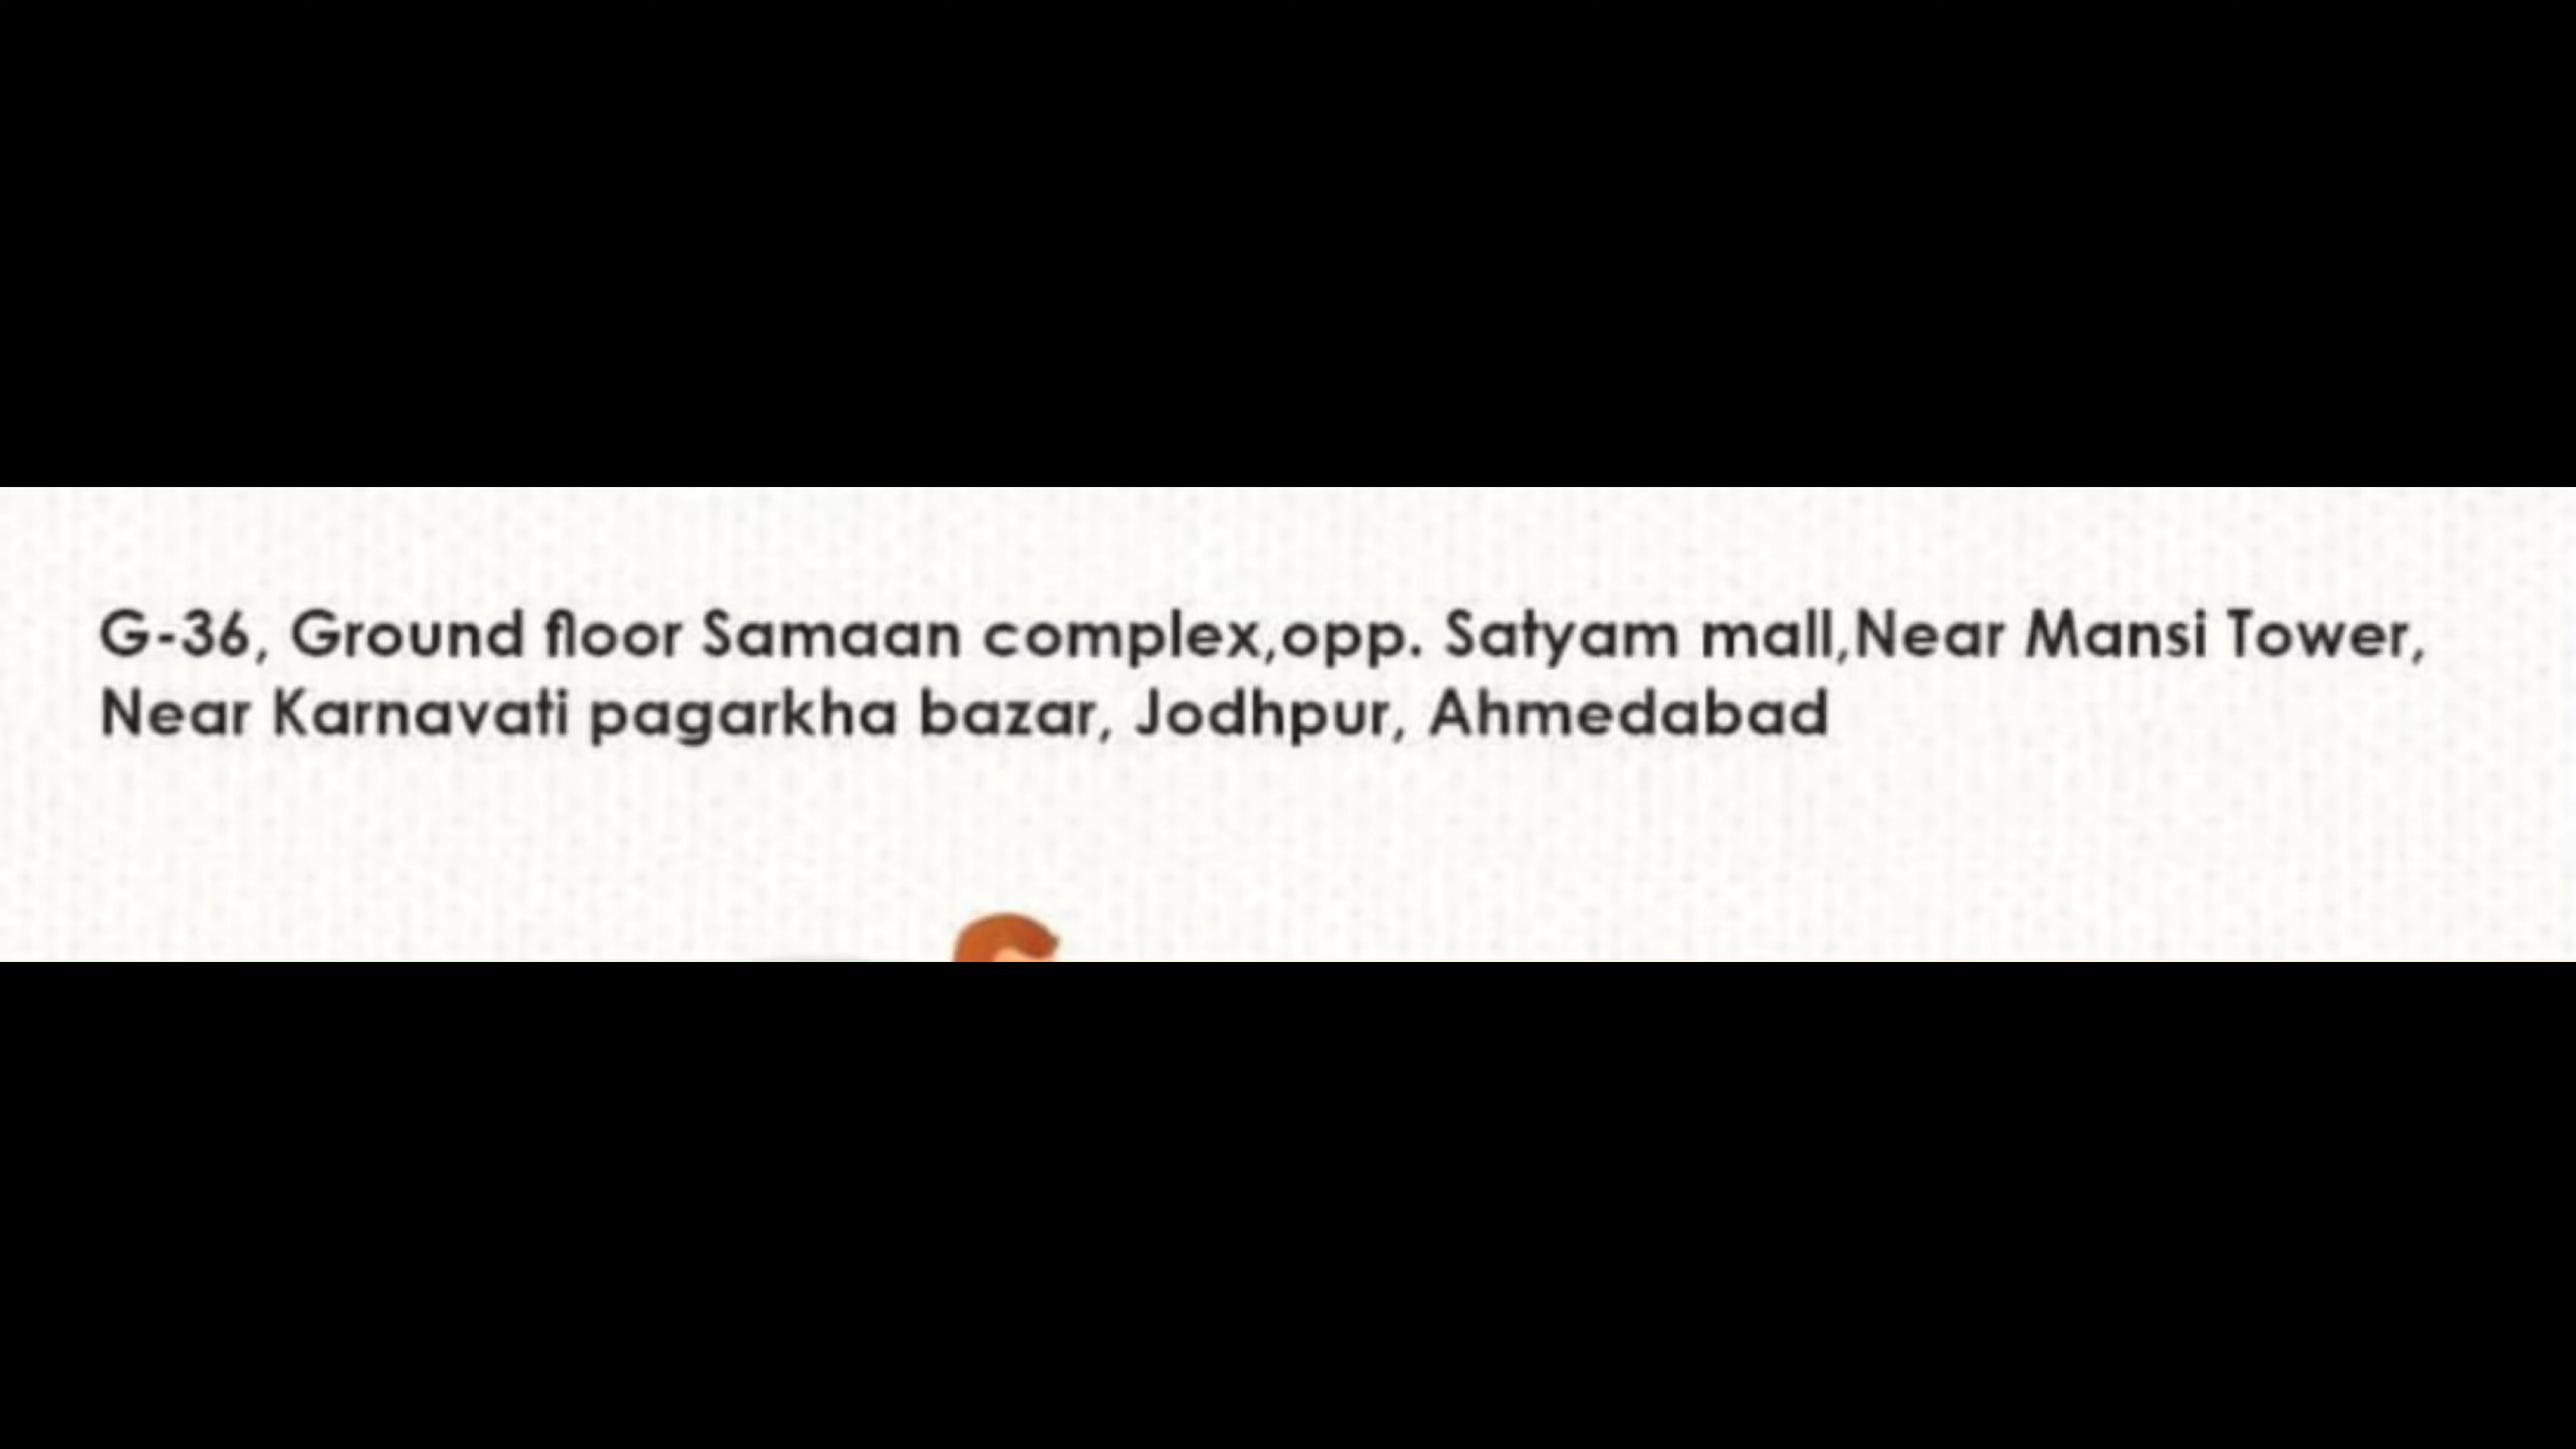 G-36, Ground floor Samaan complex,opp. Satyam mall,Near Mansi Tower,
Near Karnavati pagarkha bazar, Jodhpur, Ahmedabad